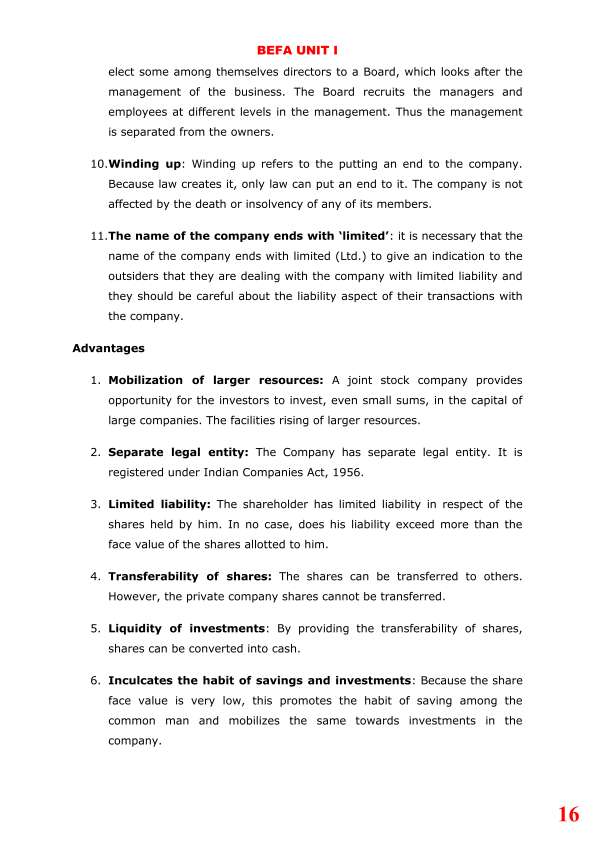 BEFA UNIT I
elect some among themselves directors to a Board, which looks after the
management of the business. The Board recruits the managers and
employees at different levels in the management. Thus the management
is separated from the owners.
10.Winding up: Winding up refers to the putting an end to the company.
Because law creates it, only law can put an end to it. The company is not
affected by the death or insolvency of any of its members.
11.The name of the company ends with ‘limited’: it is necessary that the
name of the company ends with limited (Ltd.) to give an indication to the
outsiders that they are dealing with the company with limited liability and
they should be careful about the liability aspect of their transactions with
the company.
Advantages
1. Mobilization of larger resources: A joint stock company provides
opportunity for the investors to invest, even small sums, in the capital of
large companies. The facilities rising of larger resources.
2. Separate legal entity: The Company has separate legal entity. It is
registered under Indian Companies Act, 1956.
3. Limited liability: The shareholder has limited liability in respect of the
shares held by him. In no case, does his liability exceed more than the
face value of the shares allotted to him.
4. Transferability of shares: The shares can be transferred to others.
However, the private company shares cannot be transferred.
5. Liquidity of investments: By providing the transferability of shares,
shares can be converted into cash.
6. Inculcates the habit of savings and investments: Because the share
face value is very low, this promotes the habit of saving among the
common man and mobilizes the same towards investments in the
company.
16